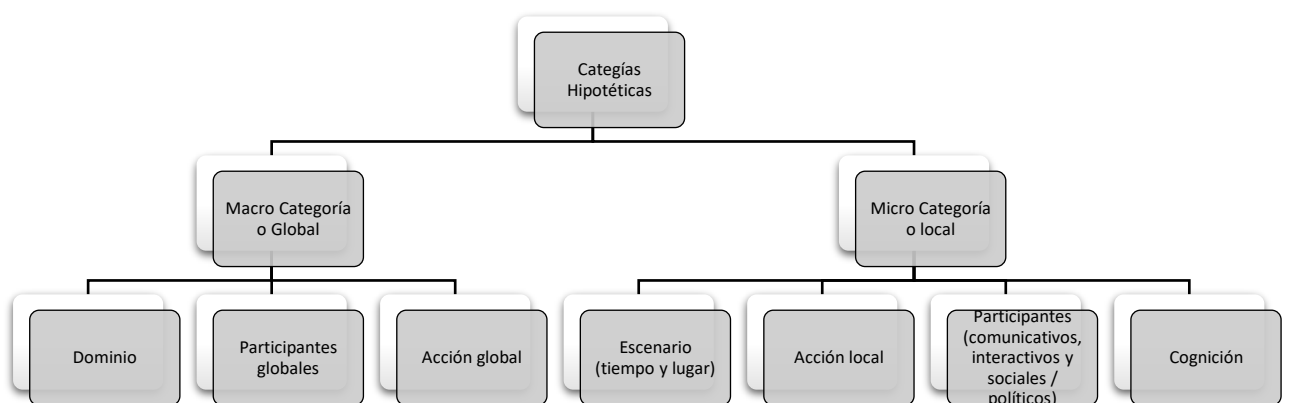 Categías
Hipotéticas
Macro Categoría
o Global
Micro Categoría
o local
Dominio
Participantes
globales
Acción global
Escenario
(tiempo y lugar)
Acción local
Participantes
(comunicativos,
interactivos y
sociales /
políticos)
Cognición